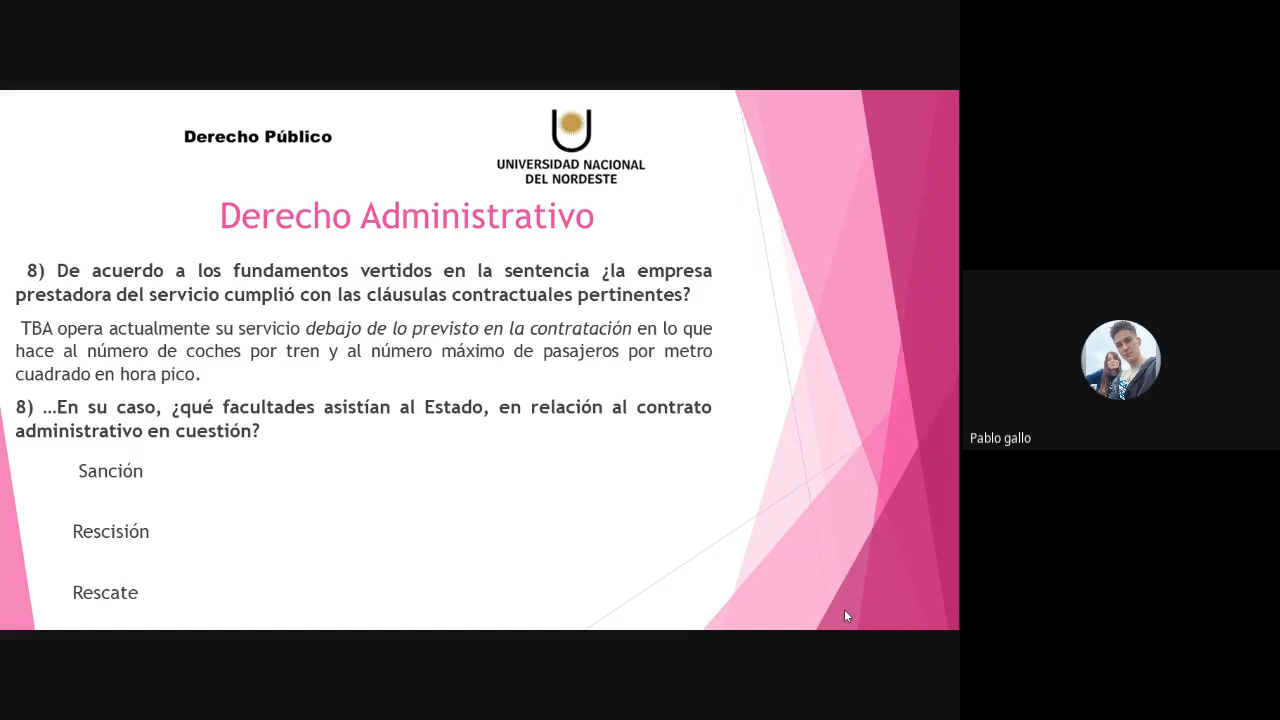 Derecho Público
UNIVERSIDAD NACIONAL
DEL NORDESTE
Derecho Administrativo
8) De acuerdo a los fundamentos vertidos en la sentencia ¿la empresa
prestadora del servicio cumplió con las cláusulas contractuales pertinentes?
TBA opera actualmente su servicio debajo de lo previsto en la contratación en lo que
hace al número de coches por tren y al número máximo de pasajeros por metro
cuadrado en hora pico.
8) …En su caso, ¿qué facultades asistían al Estado, en relación al contrato
administrativo en cuestión?
Sanción
Rescisión
Rescate
Pablo gallo